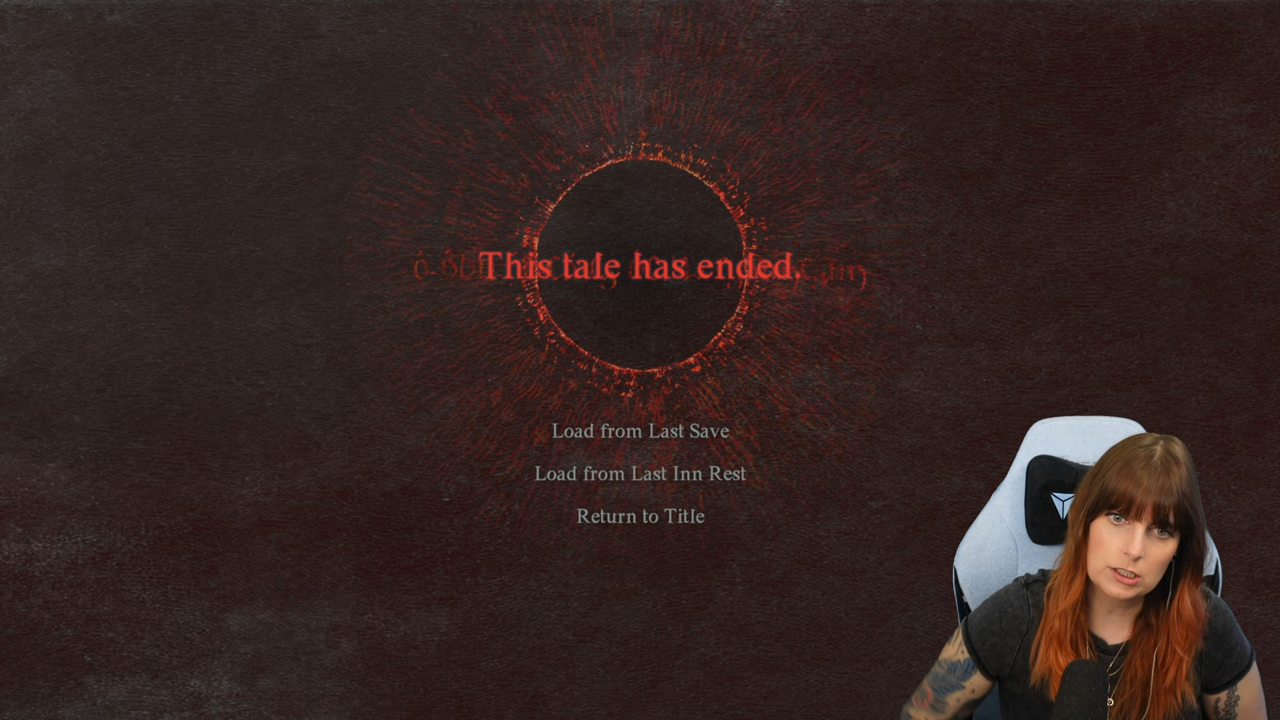 This tale has ended.
Load from Last Save
Load from Last Inn Rest
Return to Title